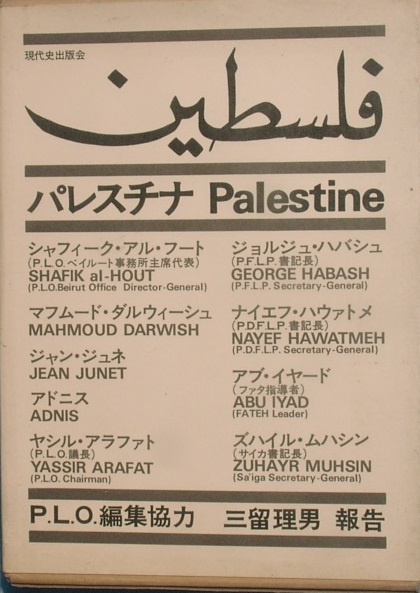 現代史出版会
فلسطين
パレスチナ Palestine
シャフィーク・アル・フート
(P.L.O.ベイルート事務所主席代表)
SHAFIK al-HOUT
(P.L.O.Beirut Office Director-General)
マフムード・ダルウィーシュ
MAHMOUD DARWISH
ジャン・ジュネ
JEAN JUNET
アドニス
ADNIS
ヤシル・アラファト
(P.L.O.議長)
YASSIR ARAFAT
(P.L.O. Chairman)
ジョルジュ・ハバシュ
(P.F.L.P.書記長)
GEORGE HABASH
(P.F.L.P. Secretary-General)
ナイエフ・ハウァトメ
(P.D.F.L.P.書記長)
NAYEF HAWATMEH
(P.D.F.L.P. Secretary-General)
アブ・イヤード
(ファタ指導者)
ABU IYAD
(FATEH Leader)
ズハイル・ムハシン
(サイカ書記長)
ZUHAYR MUHSIN
(Sa'iga Secretary-General)
P.L.O.編集協力 三留理男 報告